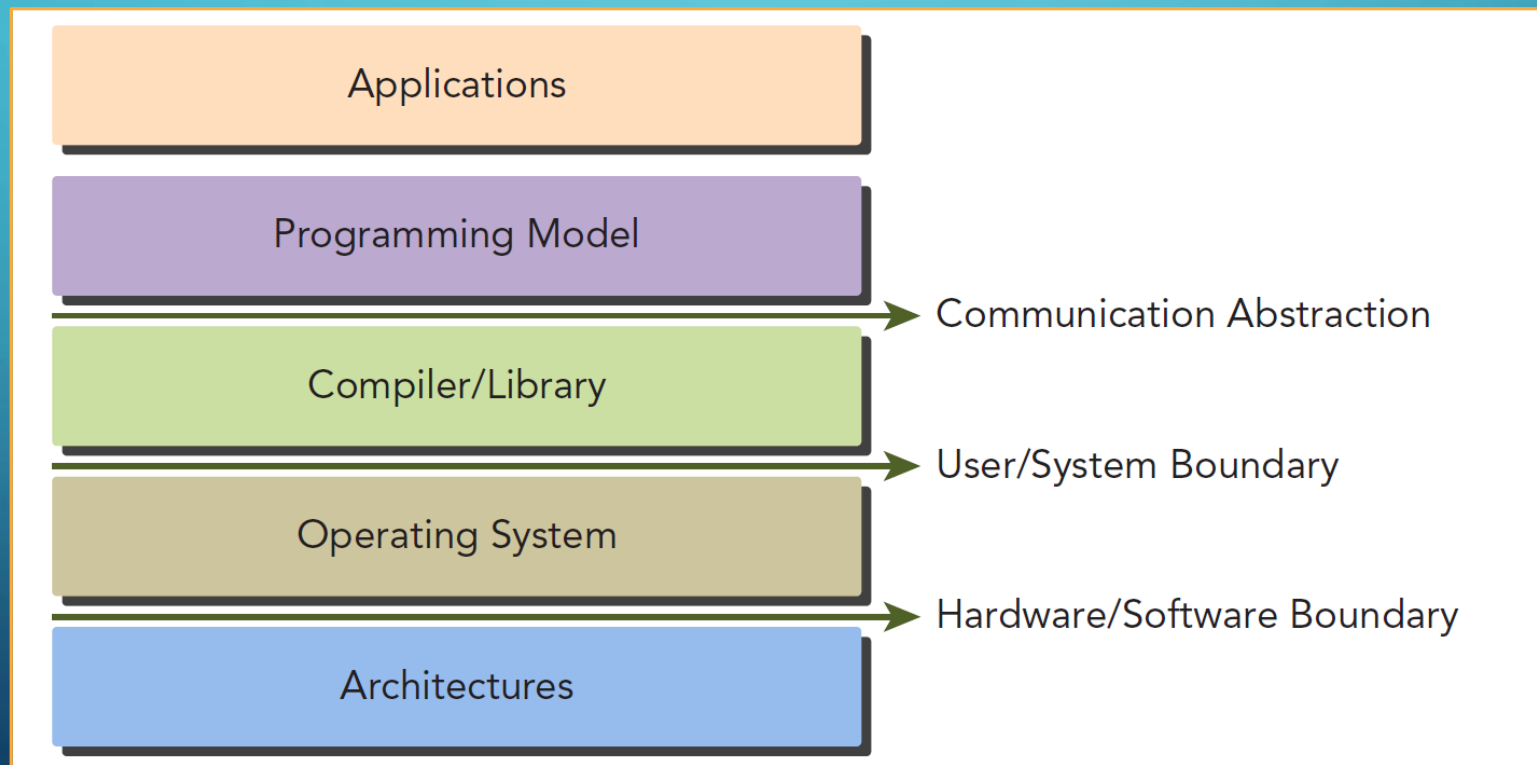 Applications
Programming Model
Communication Abstraction
Compiler/Library
User/System Boundary
Operating System
Hardware/Software Boundary
Architectures